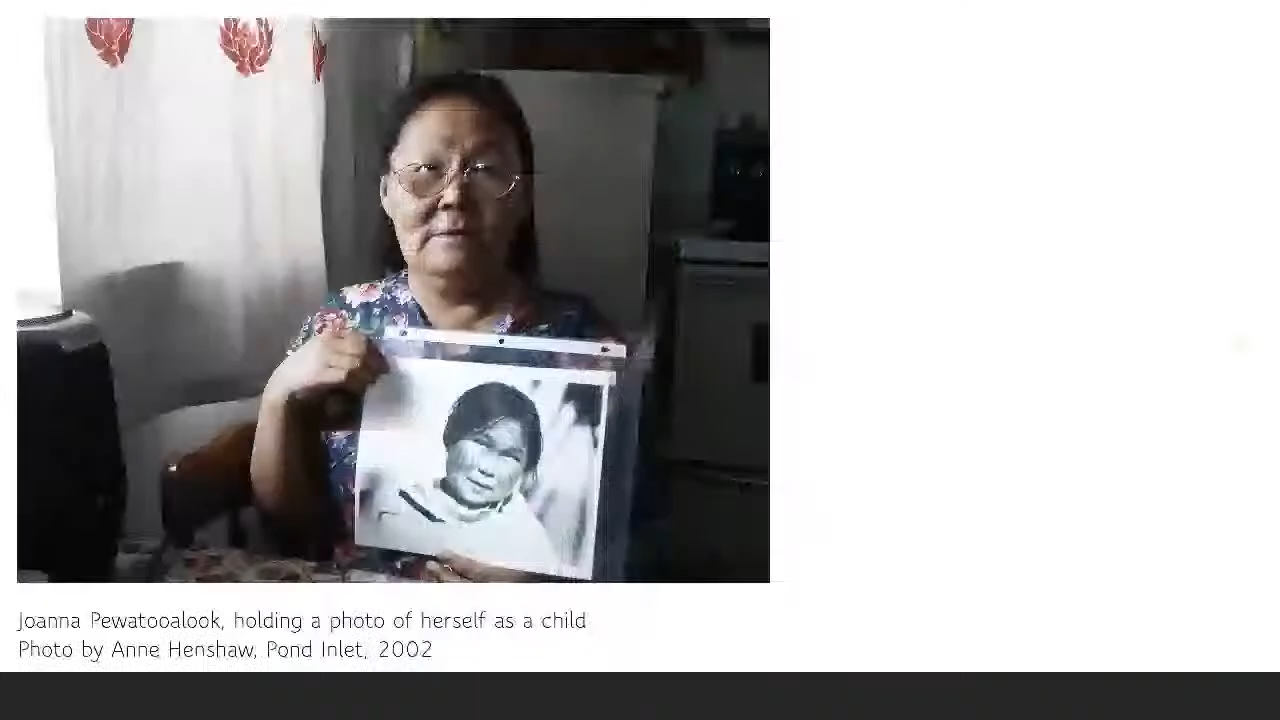 Joanna Pewatooalook, holding a photo of herself as a child
Photo by Anne Henshaw, Pond Inlet, 2002